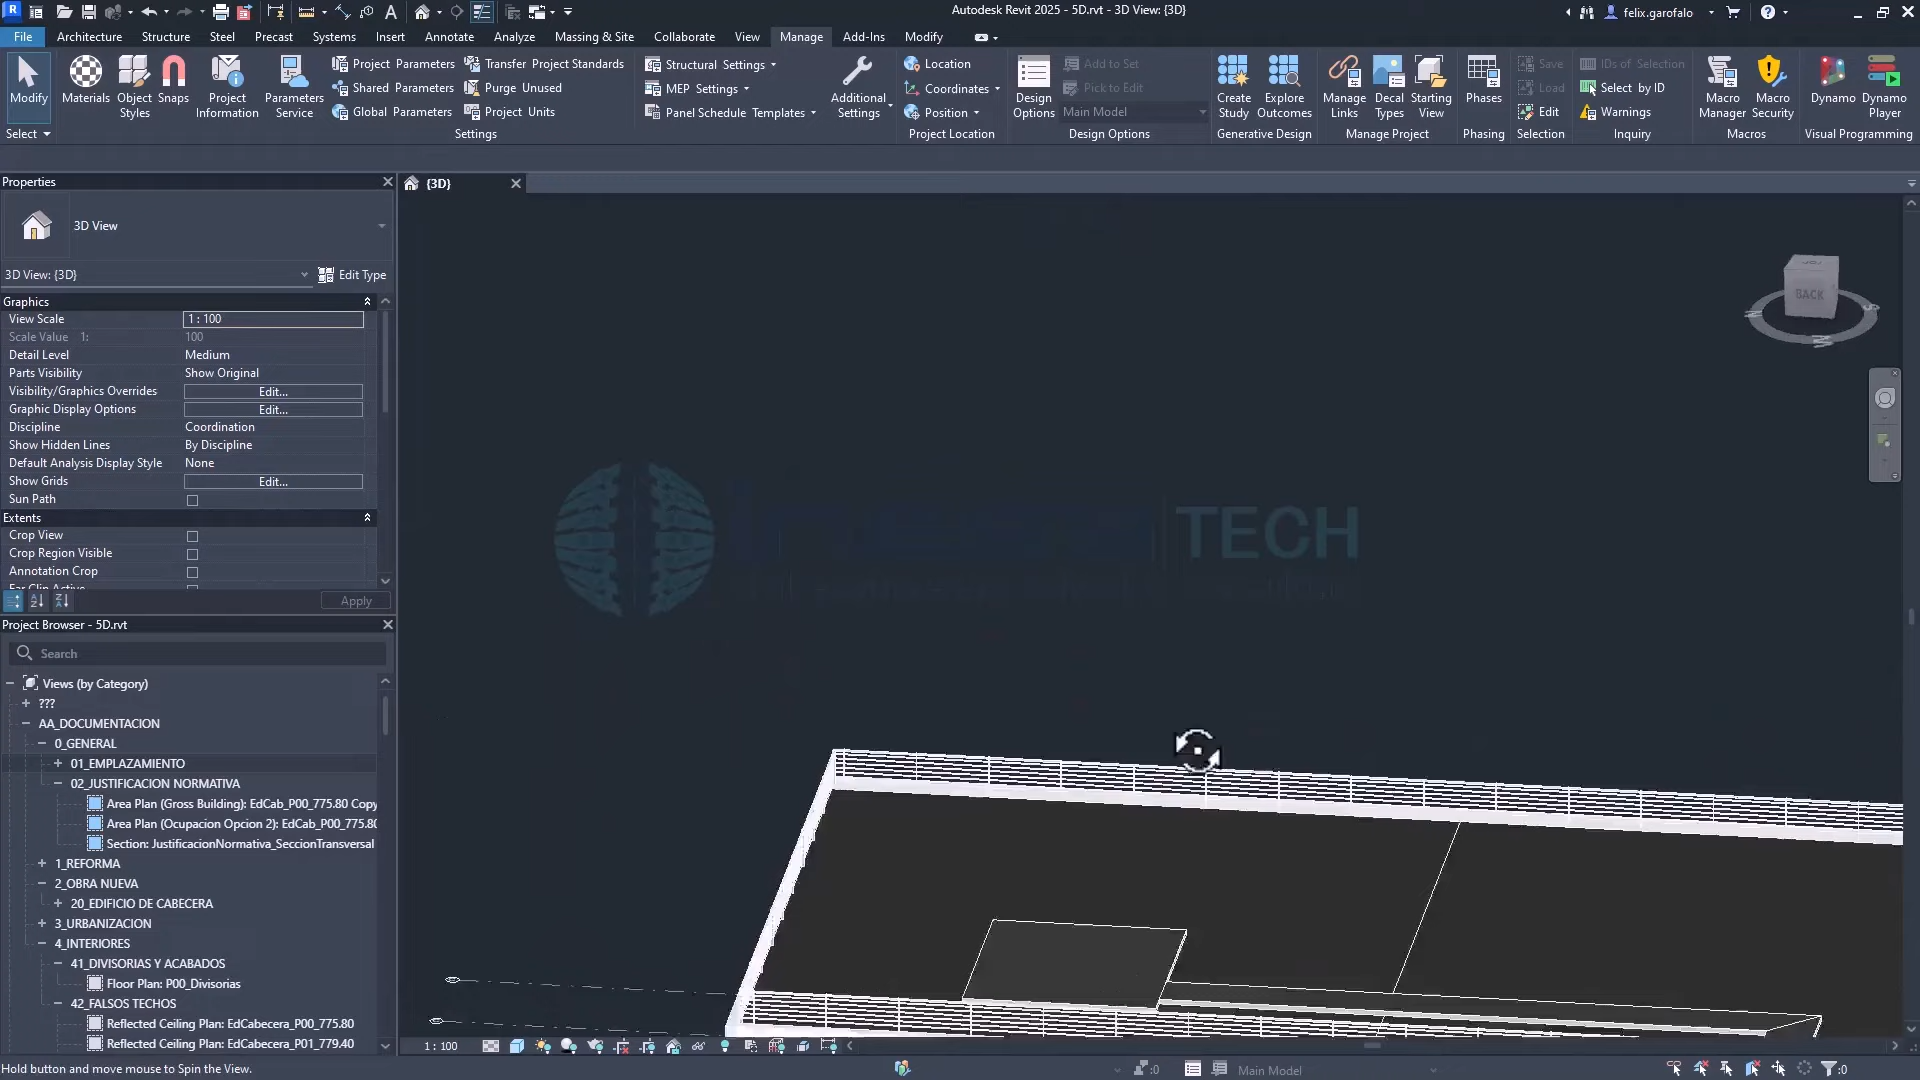 Autodesk Revit 2025 - 5D.rvt - 3D View: {3D}
felix.garofalo
File Architecture Structure Steel Precast Systems Insert Annotate Analyze Massing & Site Collaborate View Manage Add-Ins Modify
Modify
Materials
Object Styles
Snaps
Project Information
Parameters Service
Project Parameters
Shared Parameters
Global Parameters
Transfer Project Standards
Purge Unused
Project Units
Structural Settings
MEP Settings
Panel Schedule Templates
Additional Settings
Location
Coordinates
Position
Design Options
Add to Set
Pick to Edit
Main Model
Create Study
Explore Outcomes
Manage Links
Decal Types
Starting View
Phases
Save
Load
Edit
IDs of Selection
Select by ID
Warnings
Macro Manager
Macro Security
Dynamo
Dynamo Player
Select Settings Project Location Design Options Generative Design Manage Project Phasing Selection Inquiry Macros Visual Programming
Properties
{3D}
3D View
3D View: {3D}
Edit Type
Graphics
View Scale 1 : 100
Scale Value 1: 100
Detail Level Medium
Parts Visibility Show Original
Visibility/Graphics Overrides Edit...
Graphic Display Options Edit...
Discipline Coordination
Show Hidden Lines By Discipline
Default Analysis Display Style None
Show Grids Edit...
Sun Path
Extents
Crop View
Crop Region Visible
Annotation Crop
Far Clip Active
Apply
BACK
TECH
Project Browser - 5D.rvt
Search
Views (by Category)
???
AA_DOCUMENTACION
0_GENERAL
01_EMPLAZAMIENTO
02_JUSTIFICACION NORMATIVA
Area Plan (Gross Building): EdCab_P00_775.80 Copy
Area Plan (Ocupacion Opcion 2): EdCab_P00_775.80
Section: JustificacionNormativa_SeccionTransversal
1_REFORMA
2_OBRA NUEVA
20_EDIFICIO DE CABECERA
3_URBANIZACION
4_INTERIORES
41_DIVISORIAS Y ACABADOS
Floor Plan: P00_Divisorias
42_FALSOS TECHOS
Reflected Ceiling Plan: EdCabecera_P00_775.80
Reflected Ceiling Plan: EdCabecera_P01_779.40
1 : 100
Hold button and move mouse to Spin the View.
:0
Main Model
:0